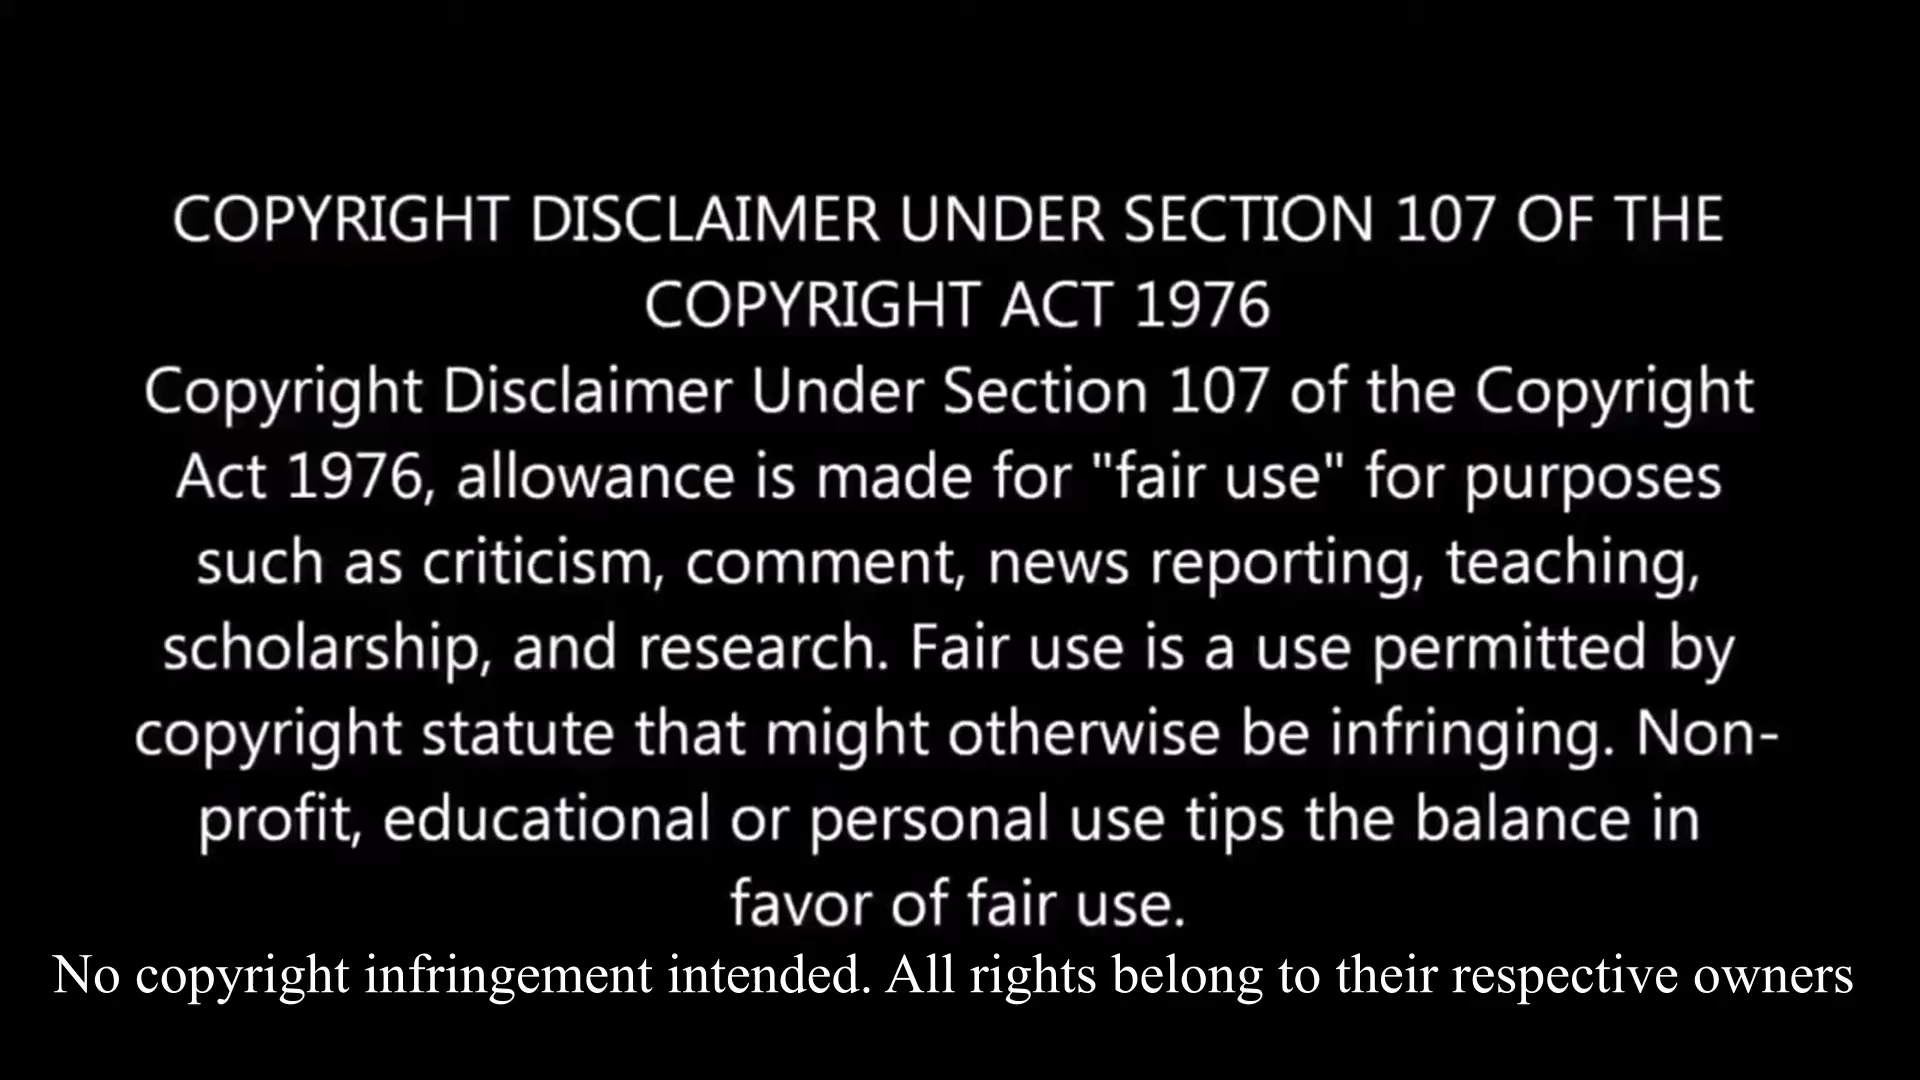 COPYRIGHT DISCLAIMER UNDER SECTION 107 OF THE
COPYRIGHT ACT 1976
Copyright Disclaimer Under Section 107 of the Copyright
Act 1976, allowance is made for "fair use" for purposes
such as criticism, comment, news reporting, teaching,
scholarship, and research. Fair use is a use permitted by
copyright statute that might otherwise be infringing. Non-
profit, educational or personal use tips the balance in
favor of fair use.
No copyright infringement intended. All rights belong to their respective owners